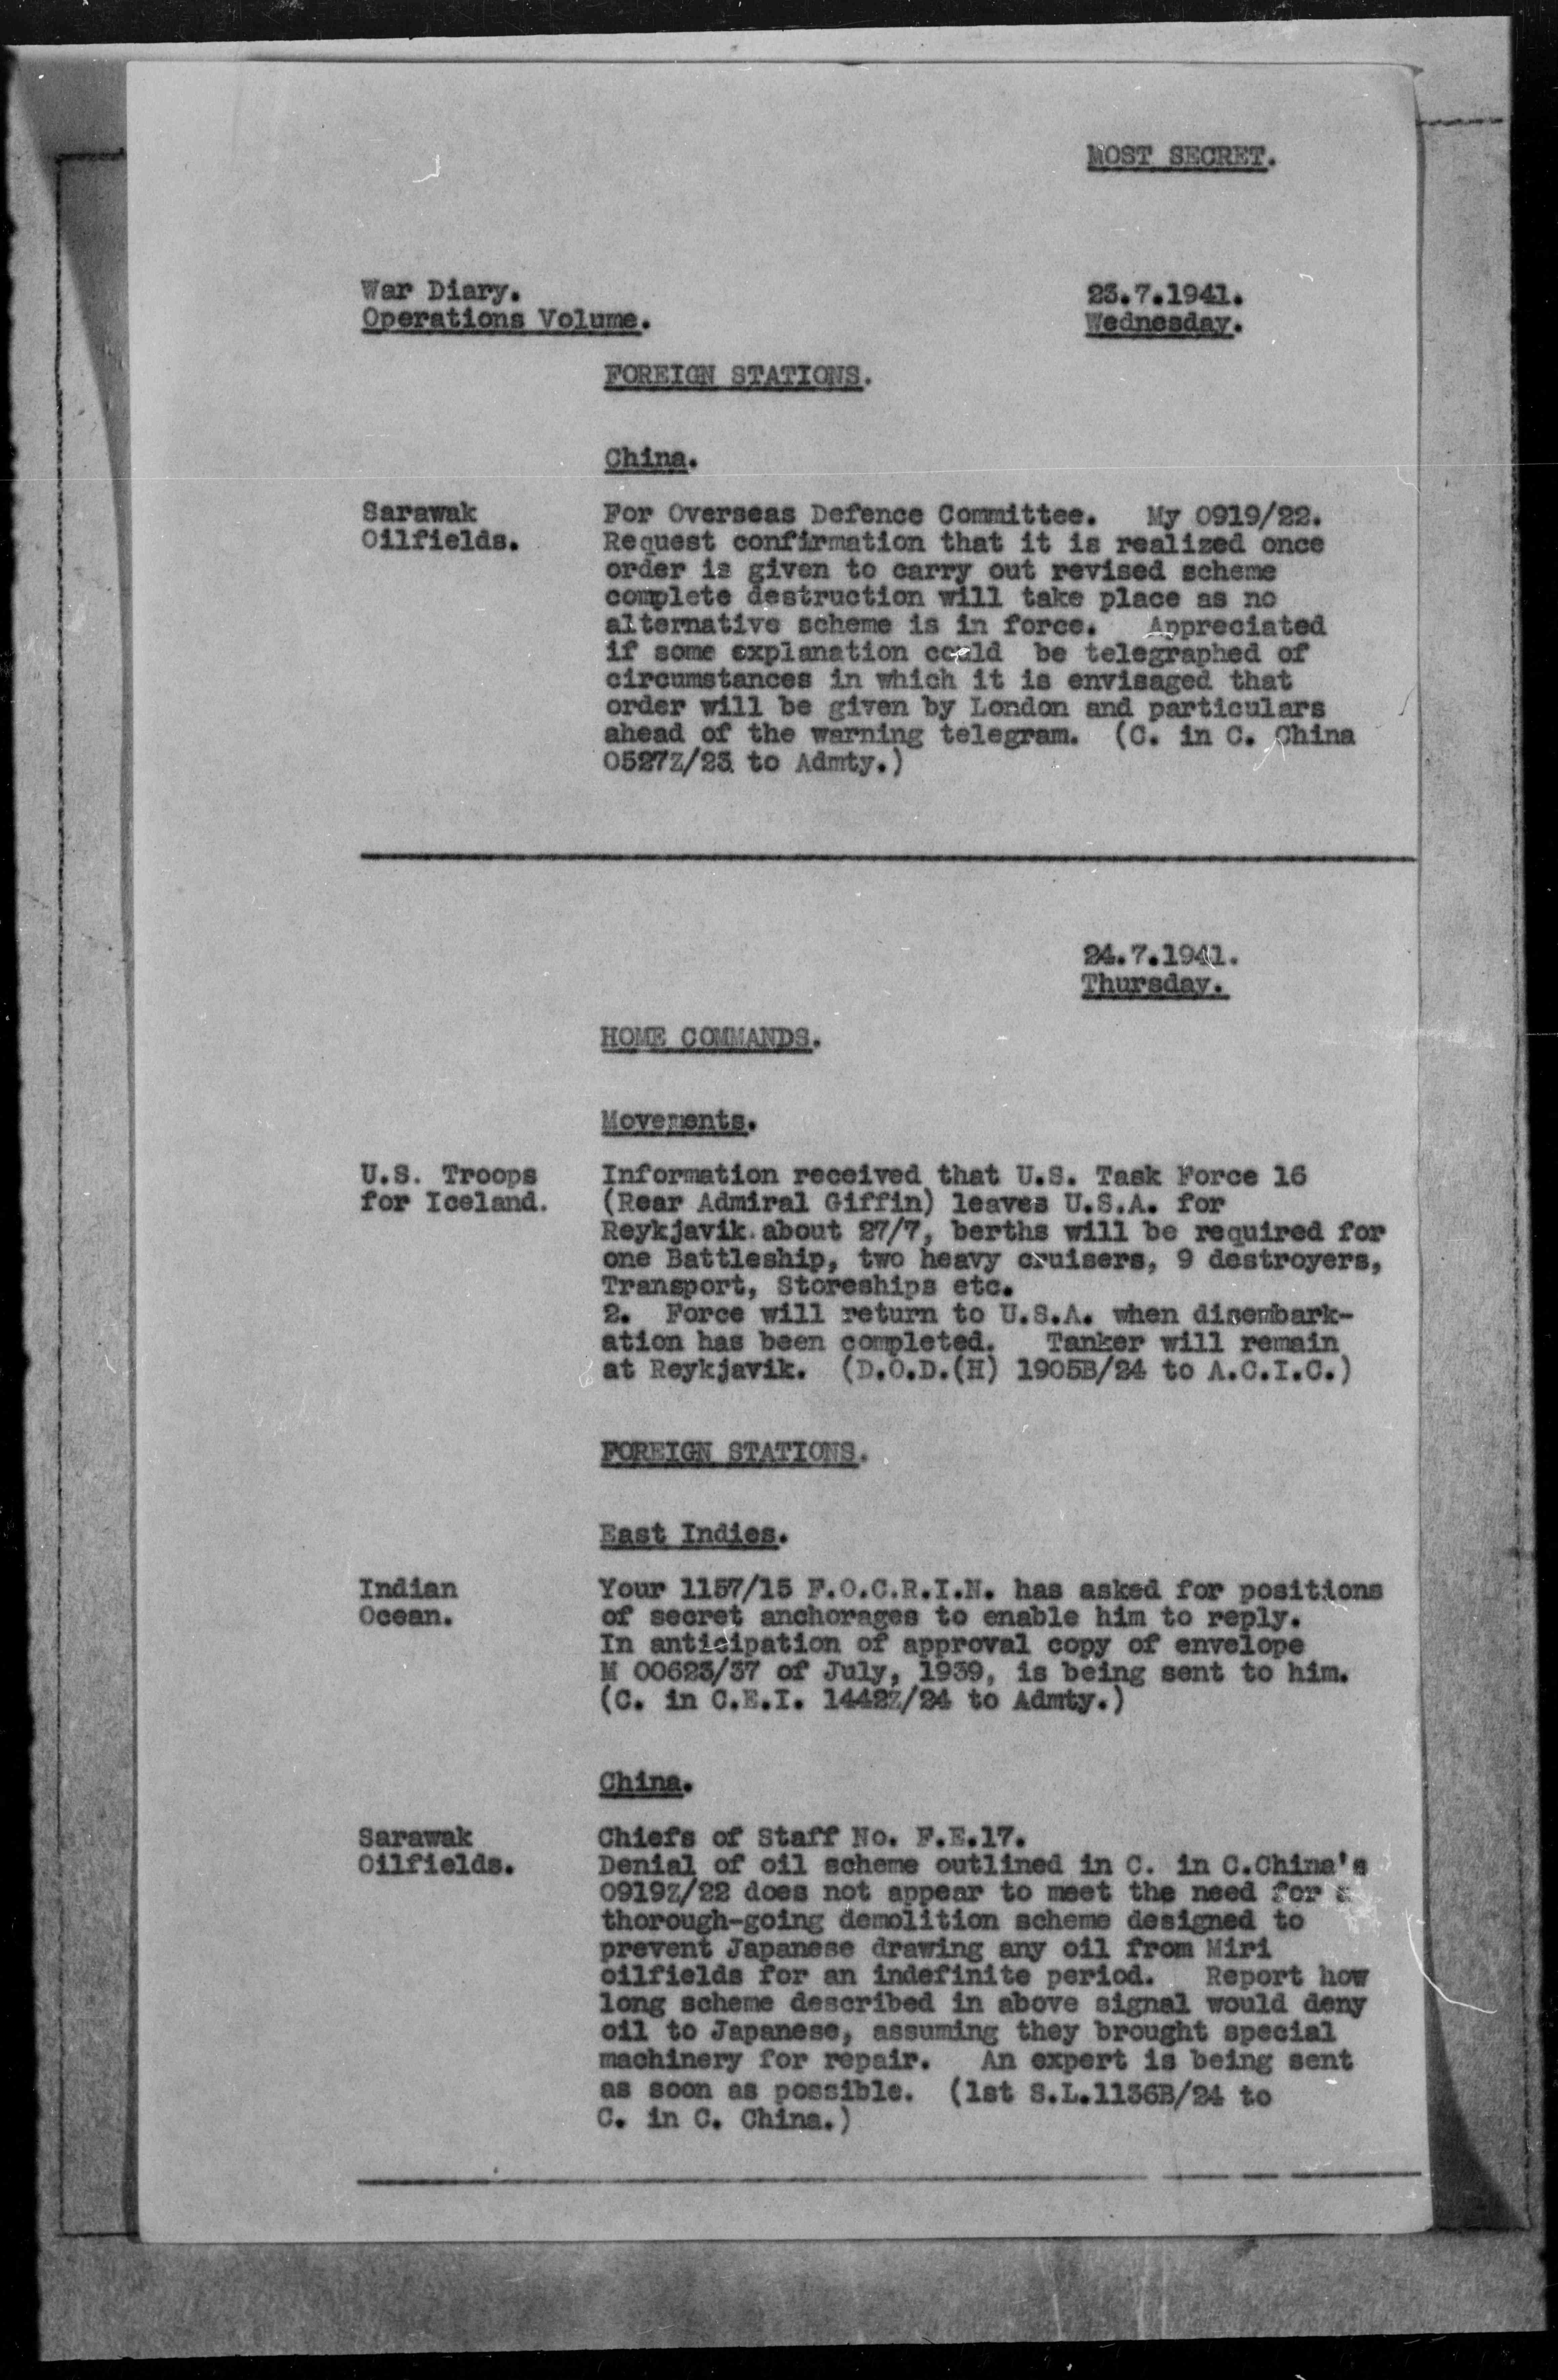 MOST SECRET.
War Diary.
Operations Volume.
23.7.1941.
Wednesday.
FOREIGN STATIONS.
China.
Sarawak
Oilfields.
For Overseas Defence Committee. My 0919/22.
Request confirmation that it is realized once
order is given to carry out revised scheme
complete destruction will take place as no
alternative scheme is in force. Appreciated
if some explanation could be telegraphed of
circumstances in which it is envisaged that
order will be given by London and particulars
ahead of the warning telegram. (C. in C. China
0527Z/23 to Admty.)
24.7.1941.
Thursday.
HOME COMMANDS.
Movements.
U.S. Troops
for Iceland.
Information received that U.S. Task Force 16
(Rear Admiral Giffin) leaves U.S.A. for
Reykjavik about 27/7, berths will be required for
one Battleship, two heavy cruisers, 9 destroyers,
Transport, Storeships etc.
2. Force will return to U.S.A. when disembark-
ation has been completed. Tanker will remain
at Reykjavik. (D.O.D.(H) 1905B/24 to A.C.I.C.)
FOREIGN STATIONS.
East Indies.
Indian
Ocean.
Your 1157/15 F.O.C.R.I.N. has asked for positions
of secret anchorages to enable him to reply.
In anticipation of approval copy of envelope
M 00623/37 of July, 1939, is being sent to him.
(C. in C.E.I. 1442Z/24 to Admty.)
China.
Sarawak
Oilfields.
Chiefs of Staff No. F.E.17.
Denial of oil scheme outlined in C. in C.China's
0919Z/22 does not appear to meet the need for a
thorough-going demolition scheme designed to
prevent Japanese drawing any oil from Miri
oilfields for an indefinite period. Report how
long scheme described in above signal would deny
oil to Japanese, assuming they brought special
machinery for repair. An expert is being sent
as soon as possible. (1st S.L.1136B/24 to
C. in C. China.)